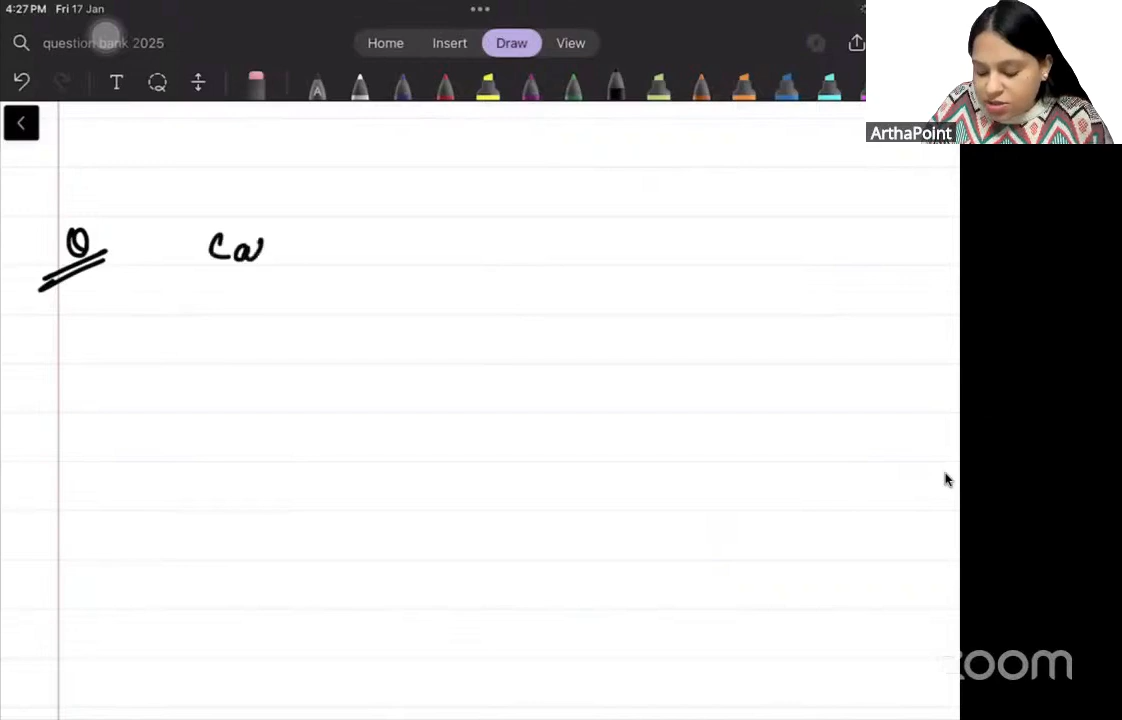 4:27 PM Fri 17 Jan
question bank 2025
Home Insert Draw View
T
A
ArthaPoint
Q Ca
zoom